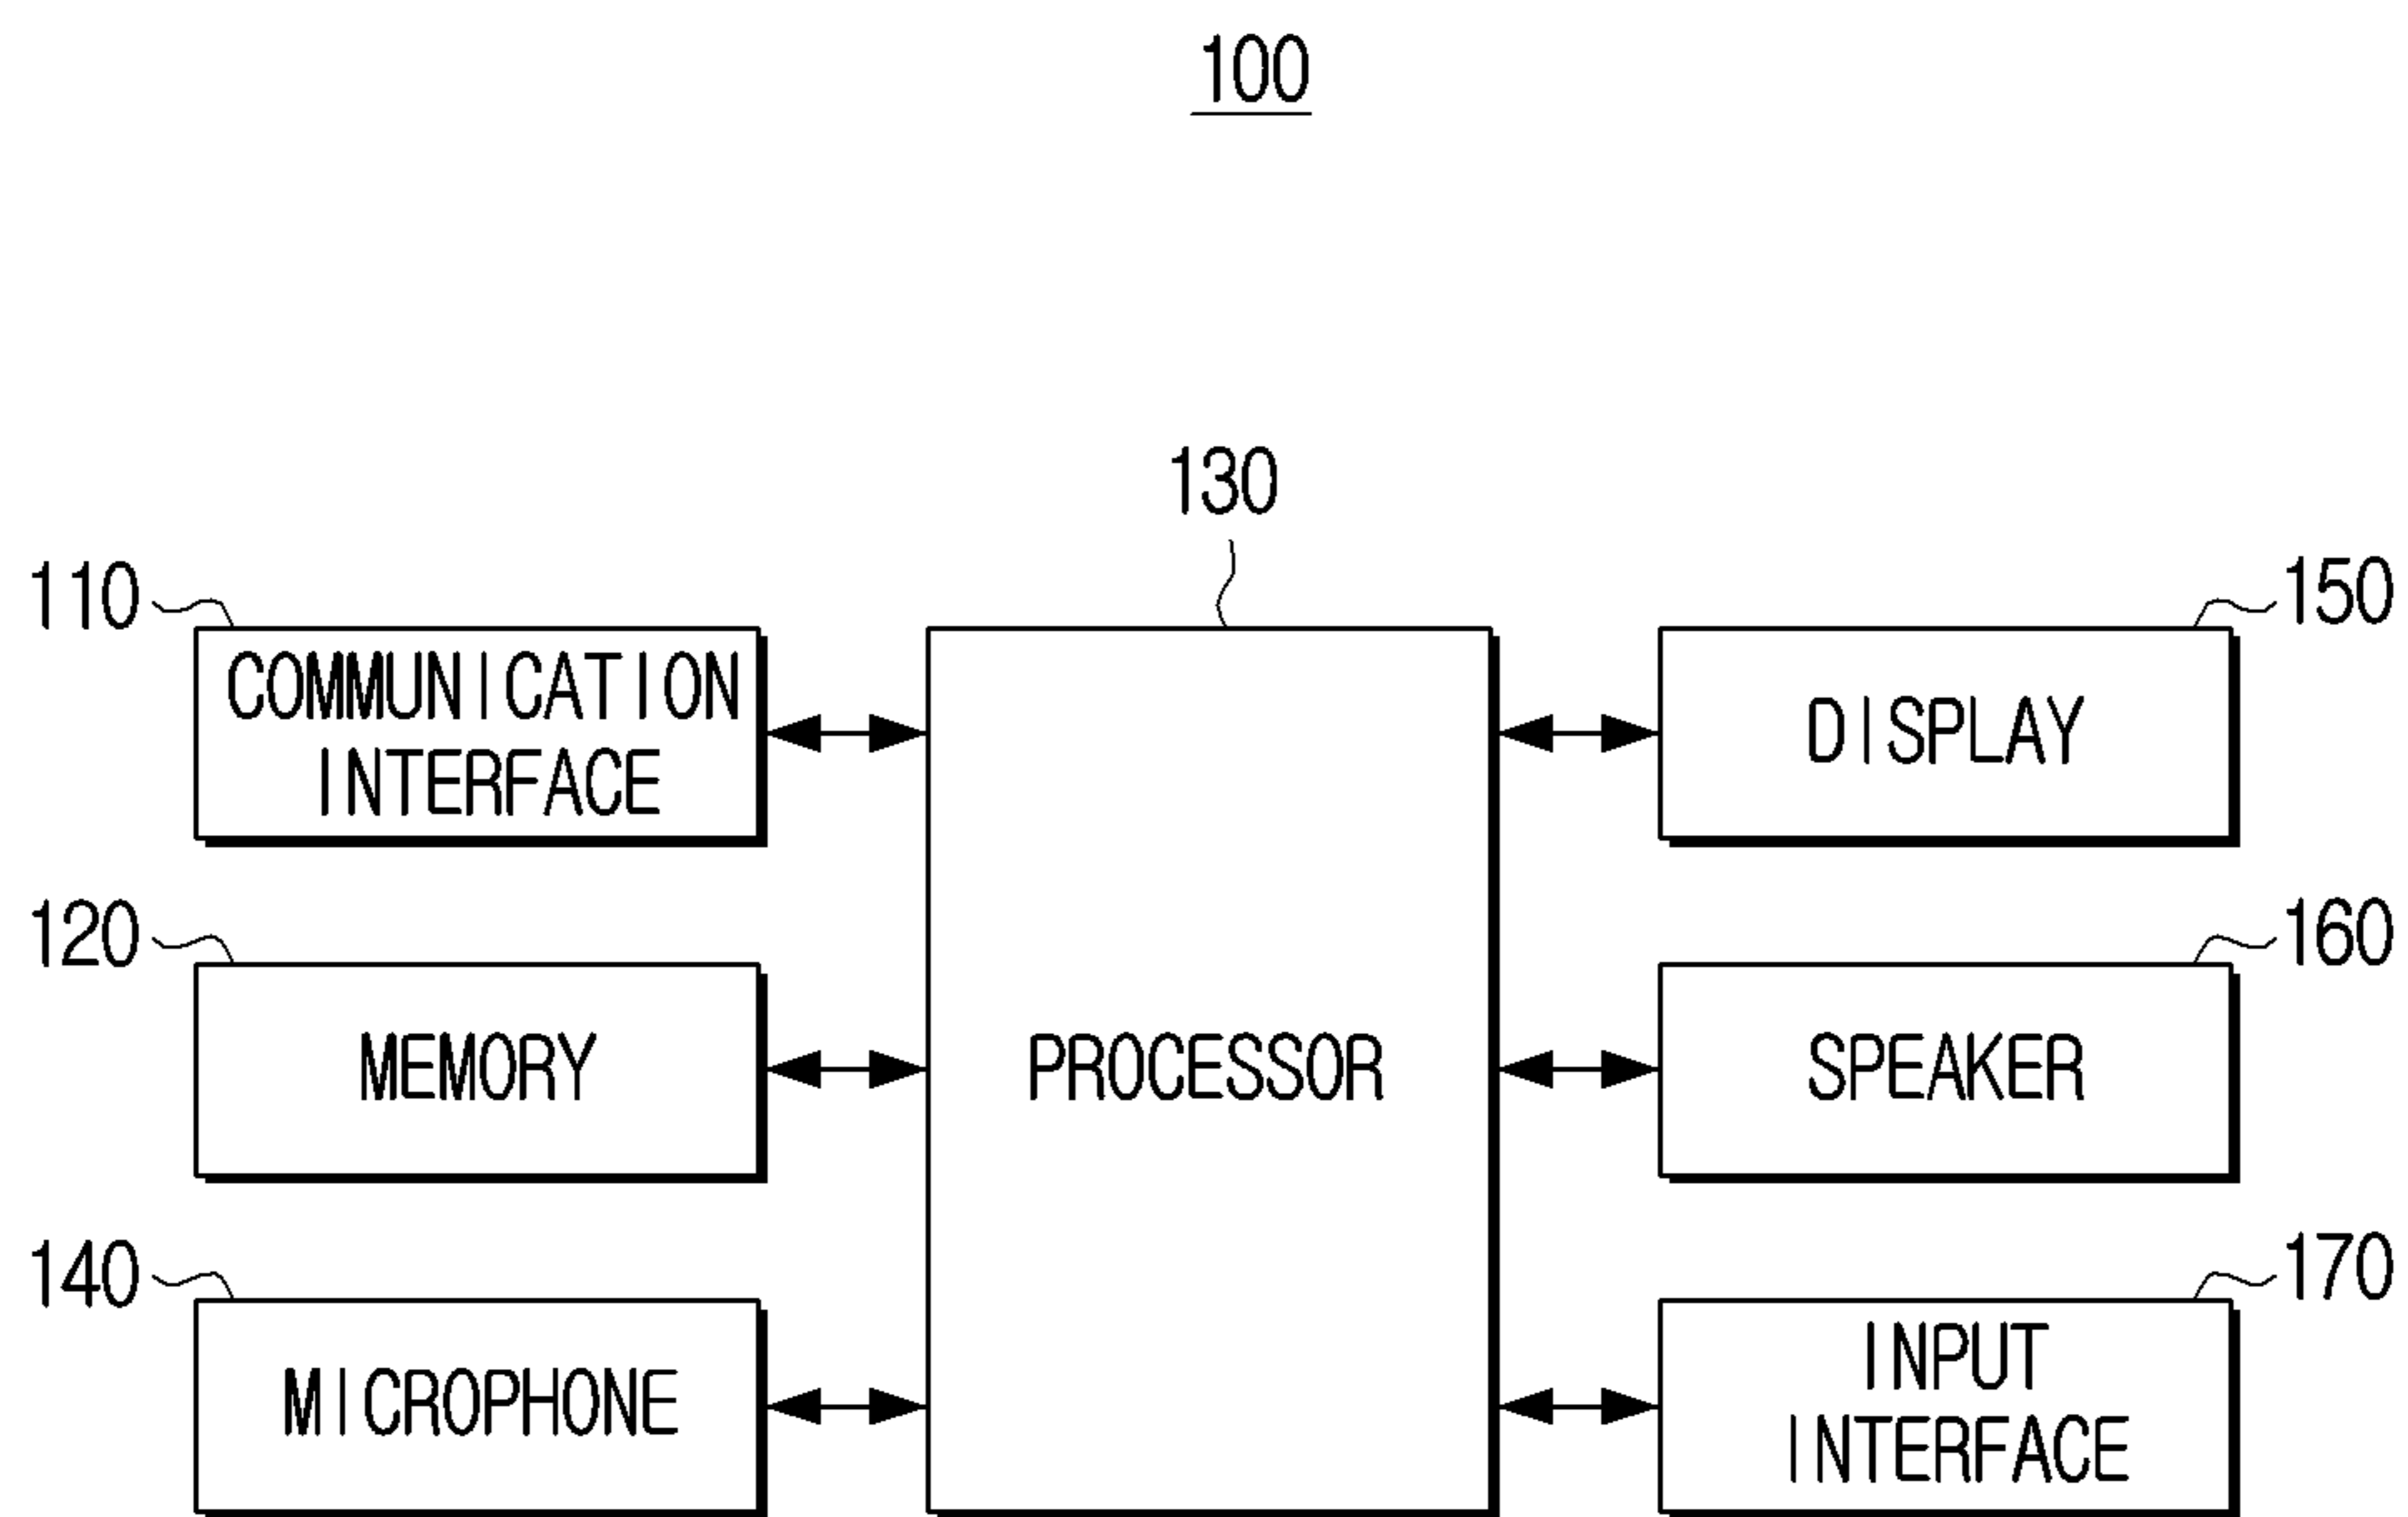 100
130
110
COMMUNICATION
INTERFACE
150
DISPLAY
120
MEMORY
PROCESSOR
160
SPEAKER
140
MICROPHONE
170
INPUT
INTERFACE